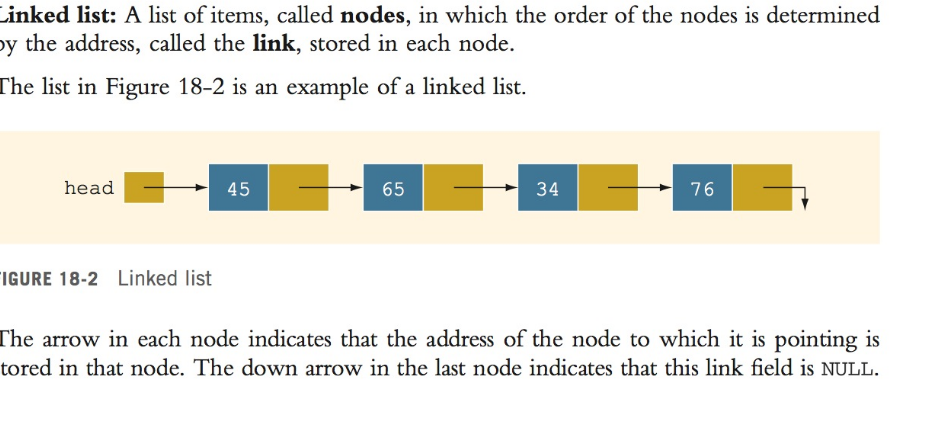 Linked list: A list of items, called nodes, in which the order of the nodes is determined
by the address, called the link, stored in each node.
The list in Figure 18-2 is an example of a linked list.
head 45 65 34 76
FIGURE 18-2 Linked list
The arrow in each node indicates that the address of the node to which it is pointing is
stored in that node. The down arrow in the last node indicates that this link field is NULL.